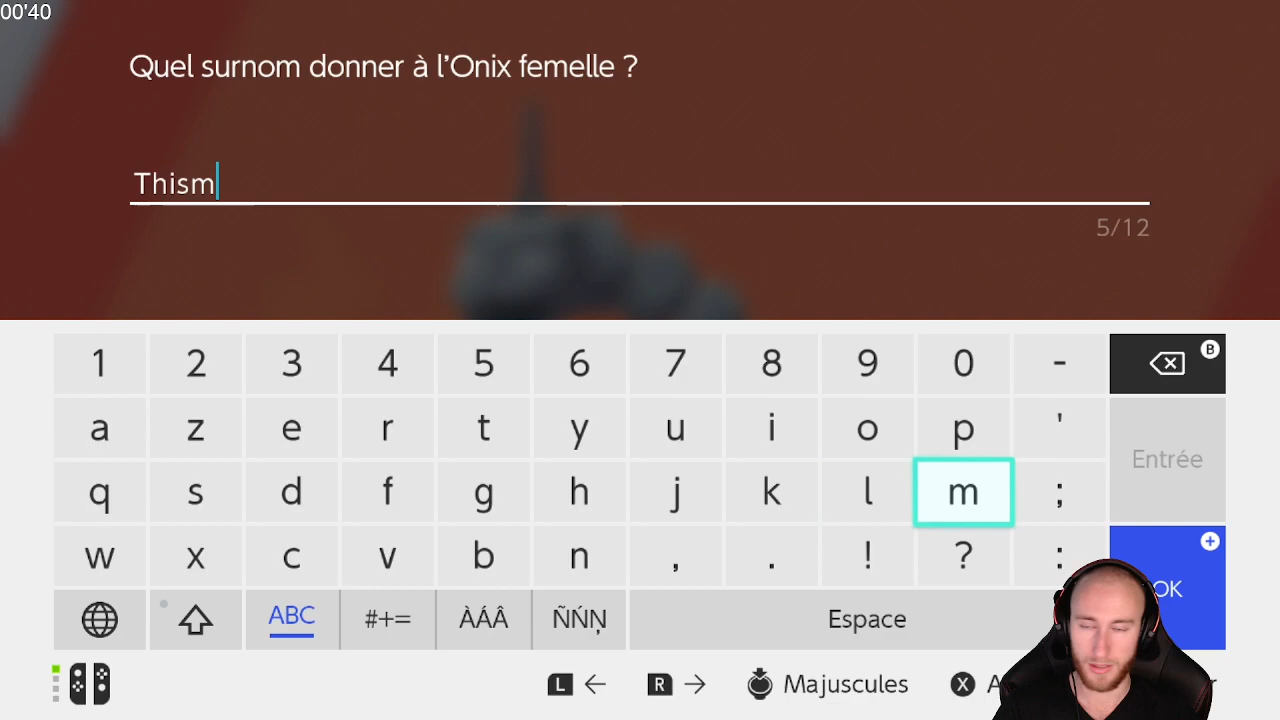 00'40
Quel surnom donner à l'Onix femelle ?
Thism
5/12
1 2 3 4 5 6 7 8 9 0 - B
a z e r t y u i o p ' Entrée
q s d f g h j k l m ;
w x c v b n , . ! ? : + OK
ABC #+= ÀÁÂ ÑŃŅ Espace
L ← R → Majuscules X